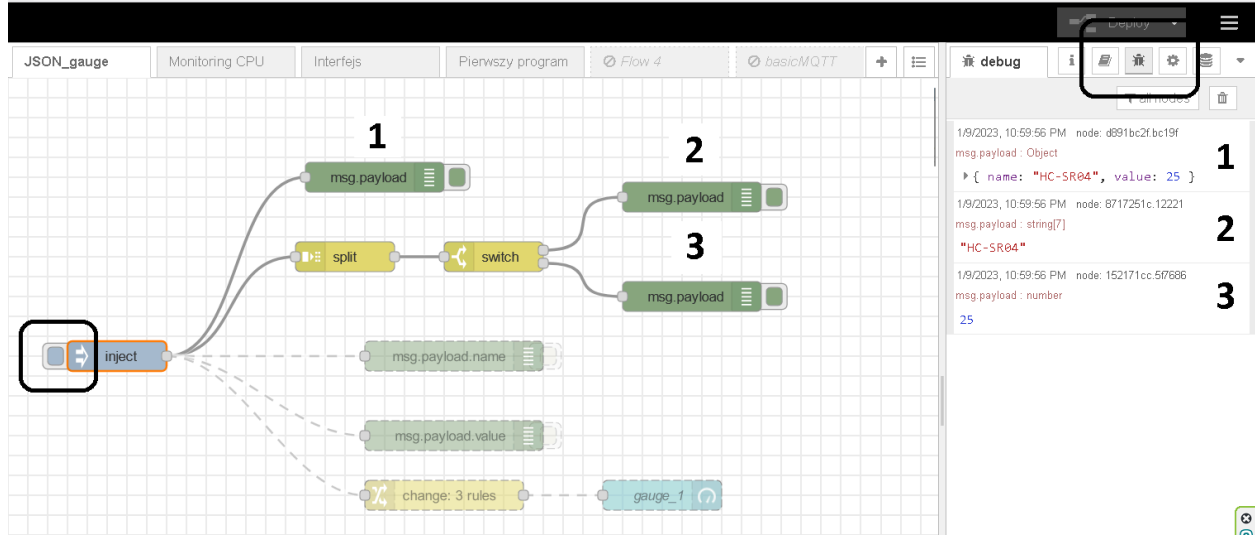 Deploy
JSON_gauge
Monitoring CPU
Interfejs
Pierwszy program
Flow 4
basicMQTT
debug
i
all nodes
1
msg.payload
2
msg.payload
split
switch
3
msg.payload
inject
msg.payload.name
msg.payload.value
change: 3 rules
gauge_1
1/9/2023, 10:59:56 PM node: d891bc2f.bc19f
msg.payload : Object
{ name: "HC-SR04", value: 25 }
1
1/9/2023, 10:59:56 PM node: 8717251c.12221
msg.payload : string[7]
"HC-SR04"
2
1/9/2023, 10:59:56 PM node: 152171cc.5f7686
msg.payload : number
25
3